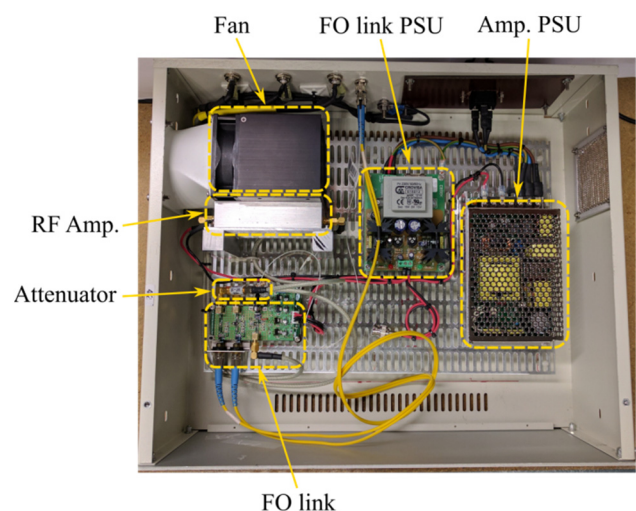 Fan
FO link PSU
Amp. PSU
RF Amp.
Attenuator
FO link